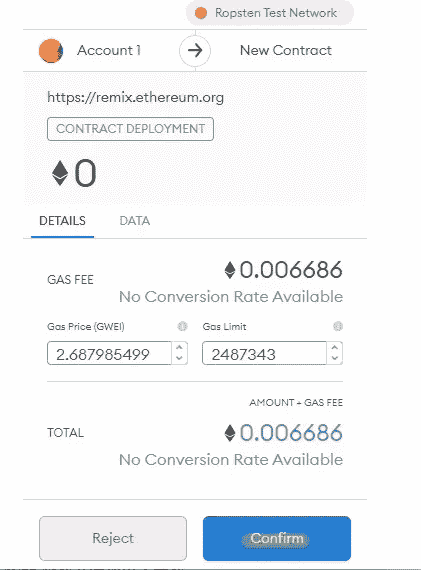 Ropsten Test Network
Account 1 New Contract
https://remix.ethereum.org
CONTRACT DEPLOYMENT
0
DETAILS DATA
GAS FEE 0.006686
No Conversion Rate Available
Gas Price (GWEI) Gas Limit
2.687985499 2487343
AMOUNT + GAS FEE
TOTAL 0.006686
No Conversion Rate Available
Reject Confirm